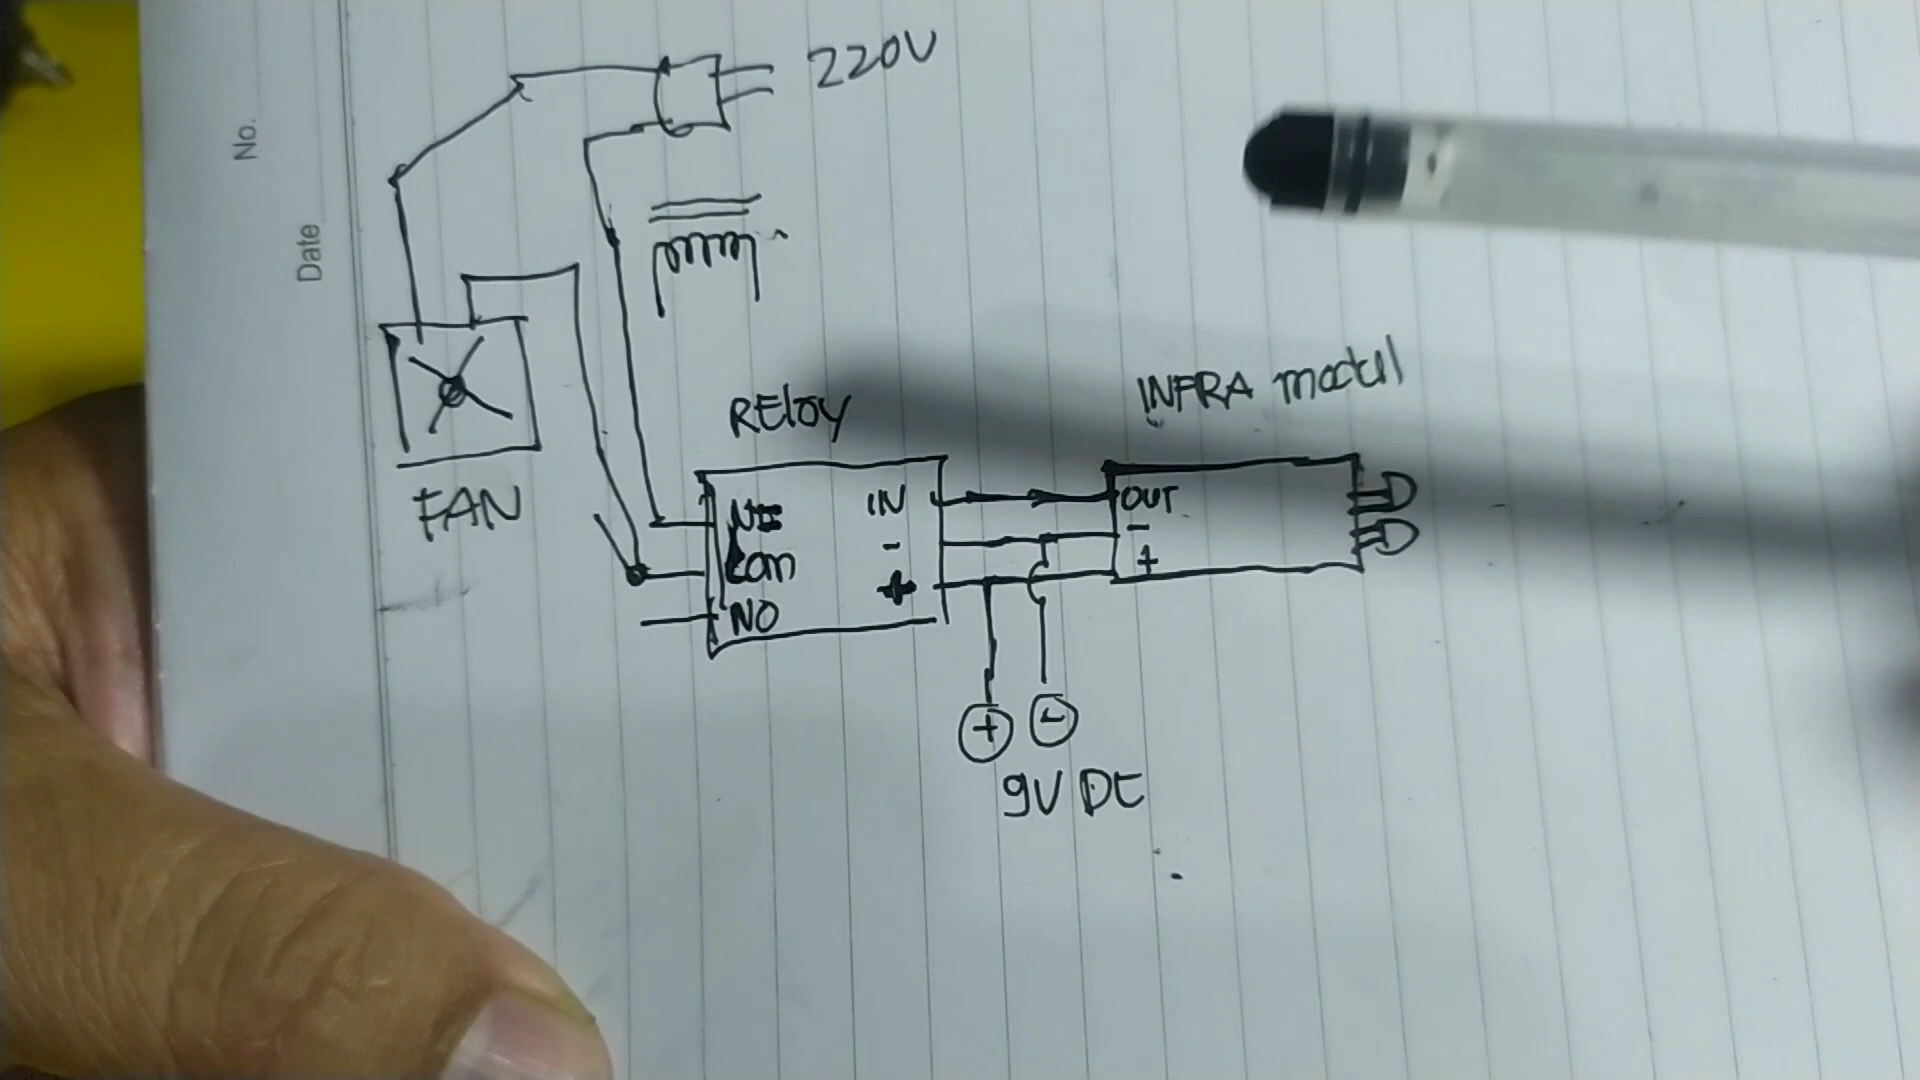 No.
Date
220V
FAN
RElay
INFRA modul
IN
com
NO
-
+
OUT
-
+
+
-
9V DC